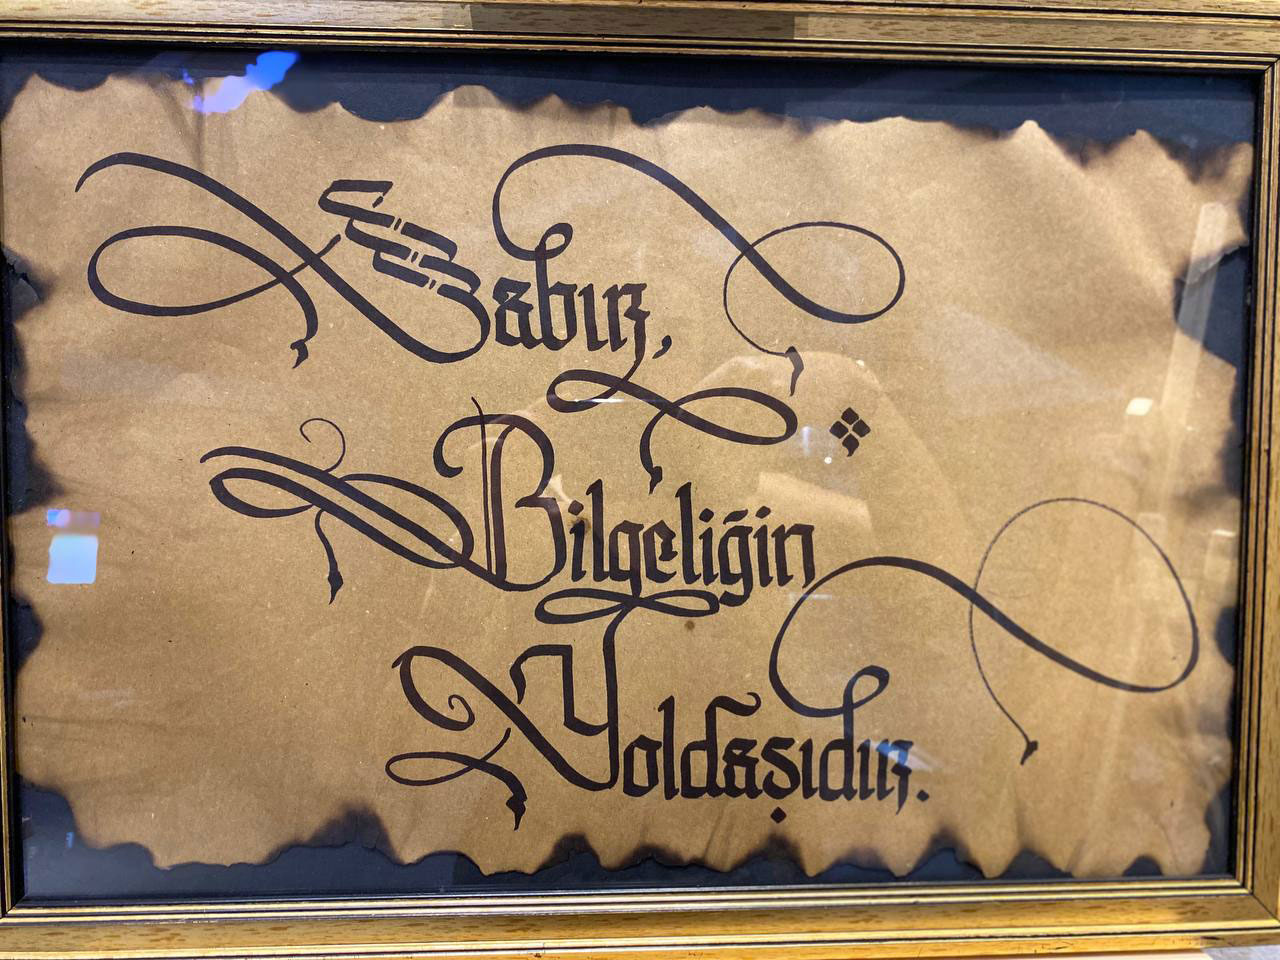 Sabır,
Bilgeliğin
Yoldaşıdır.